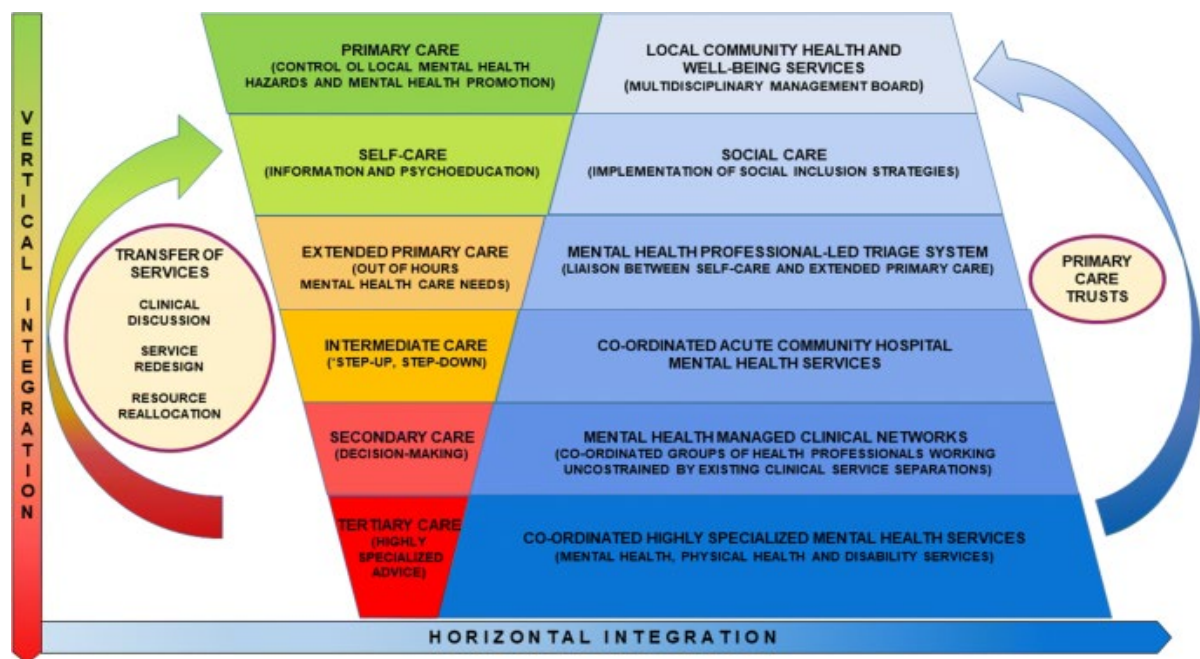 VERTICAL INTEGRATION
TRANSFER OF
SERVICES
CLINICAL
DISCUSSION
SERVICE
REDESIGN
RESOURCE
REALLOCATION
PRIMARY CARE
(CONTROL OL LOCAL MENTAL HEALTH
HAZARDS AND MENTAL HEALTH PROMOTION)
LOCAL COMMUNITY HEALTH AND
WELL-BEING SERVICES
(MULTIDISCIPLINARY MANAGEMENT BOARD)
SELF-CARE
(INFORMATION AND PSYCHOEDUCATION)
SOCIAL CARE
(IMPLEMENTATION OF SOCIAL INCLUSION STRATEGIES)
EXTENDED PRIMARY CARE
(OUT OF HOURS
MENTAL HEALTH CARE NEEDS)
MENTAL HEALTH PROFESSIONAL-LED TRIAGE SYSTEM
(LIAISON BETWEEN SELF-CARE AND EXTENDED PRIMARY CARE)
INTERMEDIATE CARE
("STEP-UP, STEP-DOWN)
CO-ORDINATED ACUTE COMMUNITY HOSPITAL
MENTAL HEALTH SERVICES
SECONDARY CARE
(DECISION-MAKING)
MENTAL HEALTH MANAGED CLINICAL NETWORKS
(CO-ORDINATED GROUPS OF HEALTH PROFESSIONALS WORKING
UNCOSTRAINED BY EXISTING CLINICAL SERVICE SEPARATIONS)
TERTIARY CARE
(HIGHLY
SPECIALIZED
ADVICE)
CO-ORDINATED HIGHLY SPECIALIZED MENTAL HEALTH SERVICES
(MENTAL HEALTH, PHYSICAL HEALTH AND DISABILITY SERVICES)
PRIMARY
CARE
TRUSTS
HORIZONTAL INTEGRATION